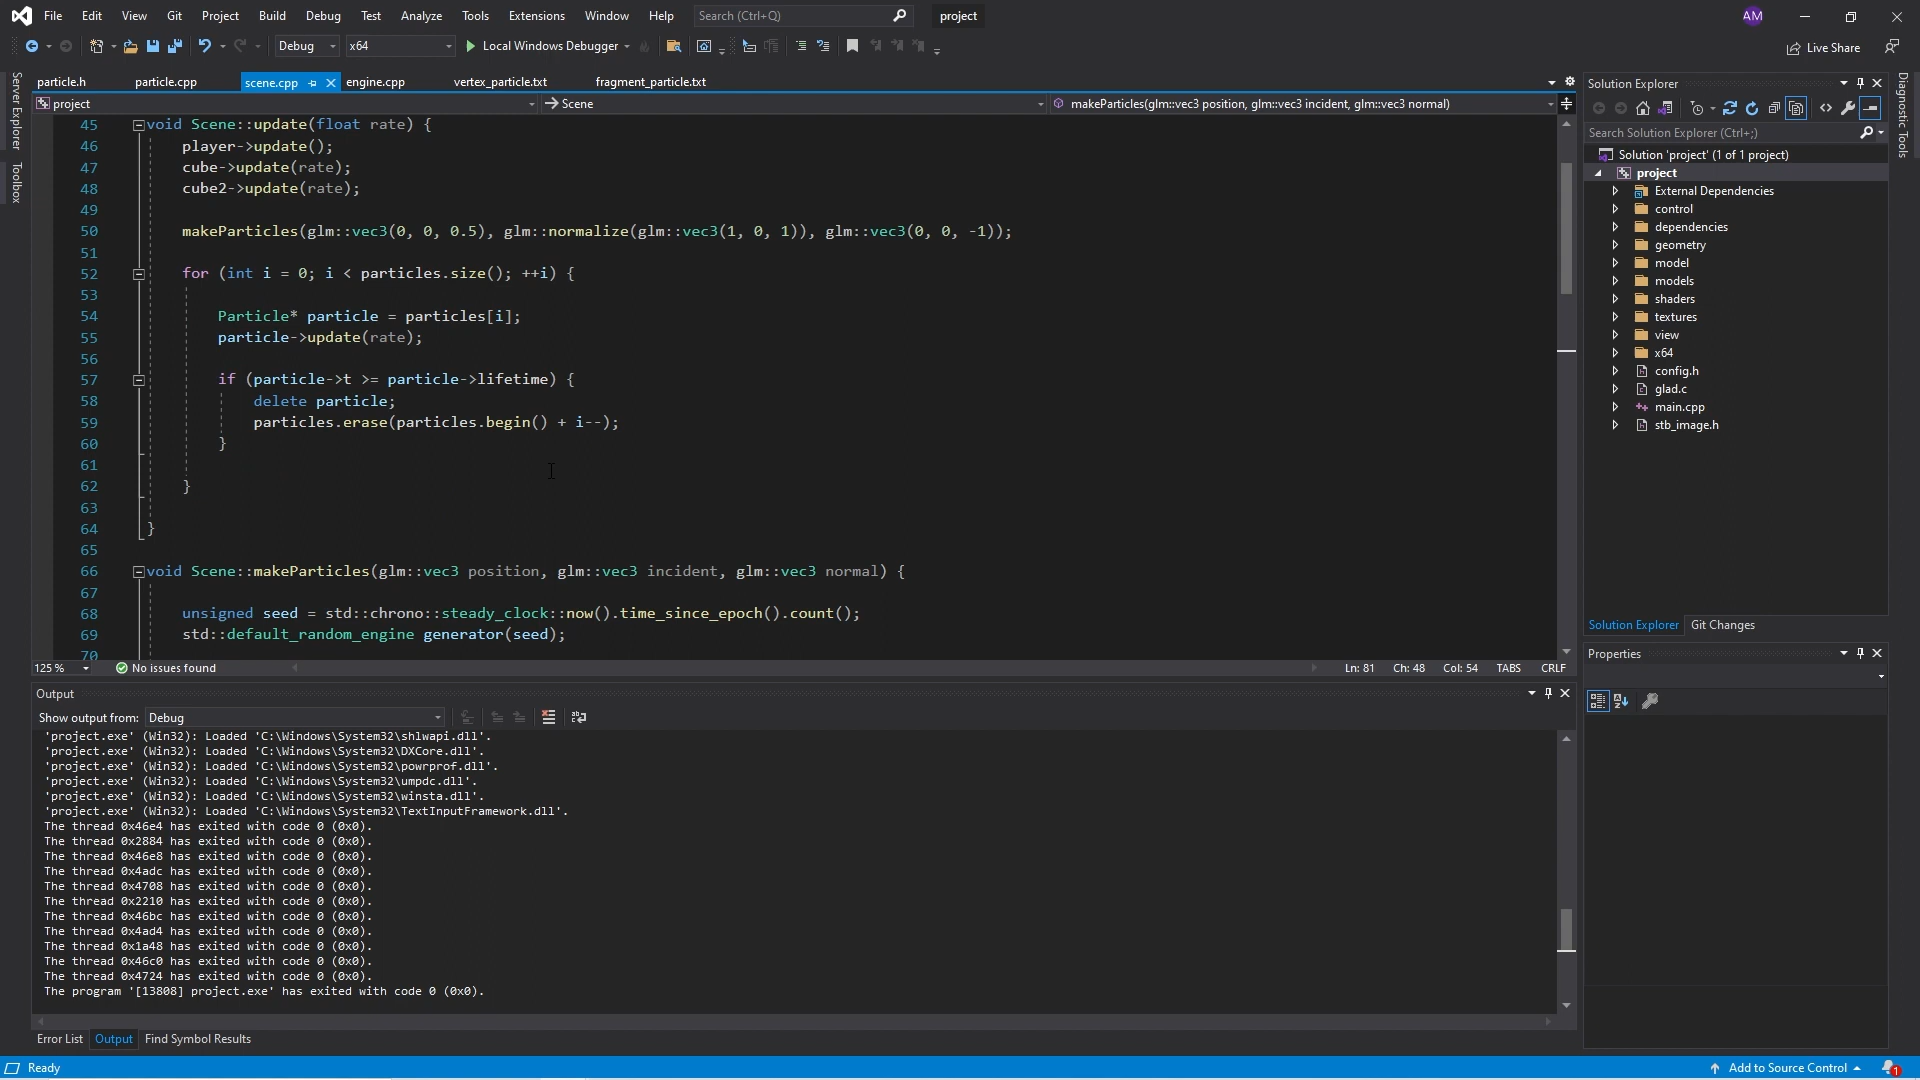 File Edit View Git Project Build Debug Test Analyze Tools Extensions Window Help Search (Ctrl+Q) project AM
Debug x64 Local Windows Debugger Live Share
particle.h particle.cpp scene.cpp engine.cpp vertex_particle.txt fragment_particle.txt
project Scene makeParticles(glm::vec3 position, glm::vec3 incident, glm::vec3 normal)
Server Explorer
Toolbox
45 void Scene::update(float rate) {
46 player->update();
47 cube->update(rate);
48 cube2->update(rate);
49
50 makeParticles(glm::vec3(0, 0, 0.5), glm::normalize(glm::vec3(1, 0, 1)), glm::vec3(0, 0, -1));
51
52 for (int i = 0; i < particles.size(); ++i) {
53
54 Particle* particle = particles[i];
55 particle->update(rate);
56
57 if (particle->t >= particle->lifetime) {
58 delete particle;
59 particles.erase(particles.begin() + i--);
60 }
61
62 }
63
64 }
65
66 void Scene::makeParticles(glm::vec3 position, glm::vec3 incident, glm::vec3 normal) {
67
68 unsigned seed = std::chrono::steady_clock::now().time_since_epoch().count();
69 std::default_random_engine generator(seed);
70
125 % No issues found Ln: 81 Ch: 48 Col: 54 TABS CRLF
Output
Show output from: Debug
'project.exe' (Win32): Loaded 'C:\Windows\System32\shlwapi.dll'.
'project.exe' (Win32): Loaded 'C:\Windows\System32\DXCore.dll'.
'project.exe' (Win32): Loaded 'C:\Windows\System32\powrprof.dll'.
'project.exe' (Win32): Loaded 'C:\Windows\System32\umpdc.dll'.
'project.exe' (Win32): Loaded 'C:\Windows\System32\winsta.dll'.
'project.exe' (Win32): Loaded 'C:\Windows\System32\TextInputFramework.dll'.
The thread 0x46e4 has exited with code 0 (0x0).
The thread 0x2884 has exited with code 0 (0x0).
The thread 0x46e8 has exited with code 0 (0x0).
The thread 0x4adc has exited with code 0 (0x0).
The thread 0x4708 has exited with code 0 (0x0).
The thread 0x2210 has exited with code 0 (0x0).
The thread 0x46bc has exited with code 0 (0x0).
The thread 0x4ad4 has exited with code 0 (0x0).
The thread 0x1a48 has exited with code 0 (0x0).
The thread 0x46c0 has exited with code 0 (0x0).
The thread 0x4724 has exited with code 0 (0x0).
The program '[13808] project.exe' has exited with code 0 (0x0).
Error List Output Find Symbol Results
Solution Explorer
Search Solution Explorer (Ctrl+;)
Solution 'project' (1 of 1 project)
project
External Dependencies
control
dependencies
geometry
model
models
shaders
textures
view
x64
config.h
glad.c
main.cpp
stb_image.h
Solution Explorer Git Changes
Properties
Diagnostic Tools
Ready Add to Source Control 1